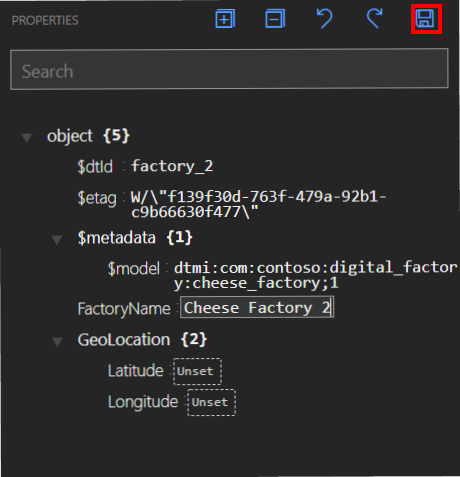 PROPERTIES
Search
object {5}
$dtId : factory_2
$etag : W/\"f139f30d-763f-479a-92b1-
c9b66630f477\"
$metadata {1}
$model : dtmi:com:contoso:digital_factor
y:cheese_factory;1
FactoryName : Cheese Factory 2
GeoLocation {2}
Latitude : Unset
Longitude : Unset